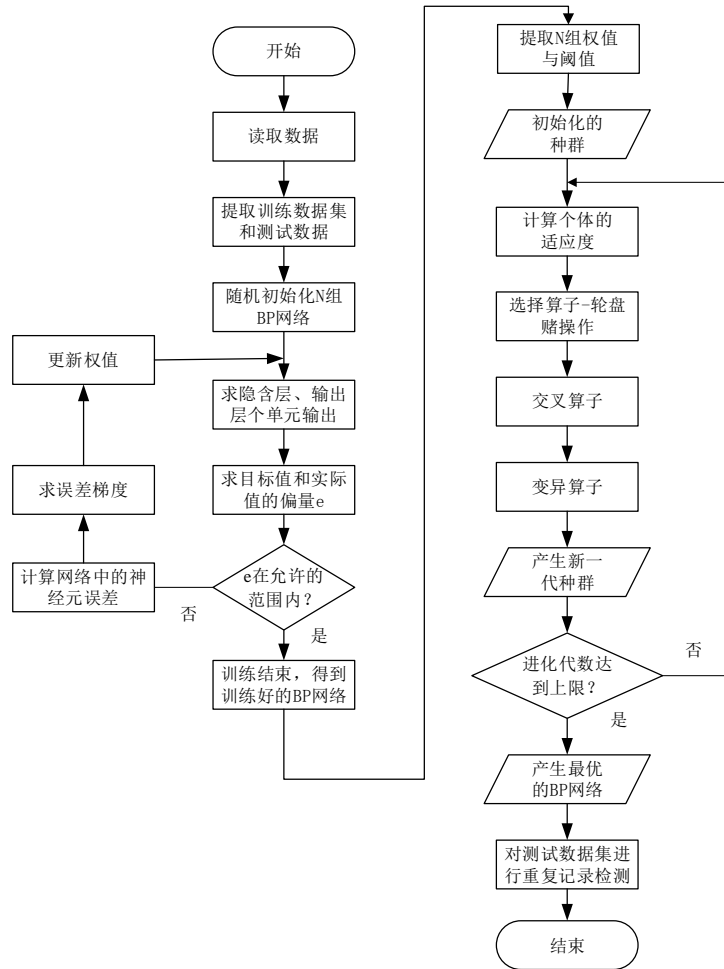 开始
读取数据
提取训练数据集
和测试数据
随机初始化N组
BP网络
更新权值
求隐含层、输出
层个单元输出
求误差梯度
求目标值和实际
值的偏量e
计算网络中的神
经元误差
否
e在允许的
范围内?
是
训练结束，得到
训练好的BP网络
提取N组权值
与阈值
初始化的
种群
计算个体的
适应度
选择算子-轮盘
赌操作
交叉算子
变异算子
产生新一
代种群
进化代数达
到上限?
否
是
产生最优
的BP网络
对测试数据集进
行重复记录检测
结束